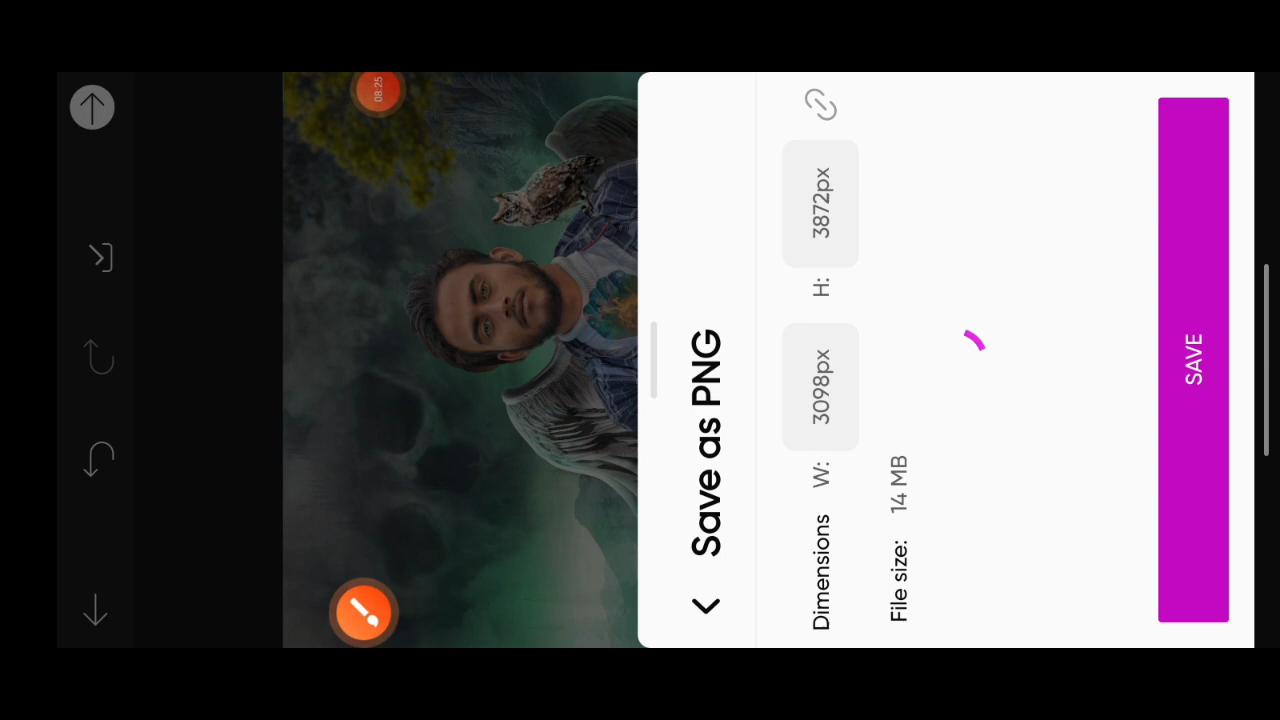 08:25
Save as PNG
Dimensions W: 3098px H: 3872px
File size: 14 MB
SAVE